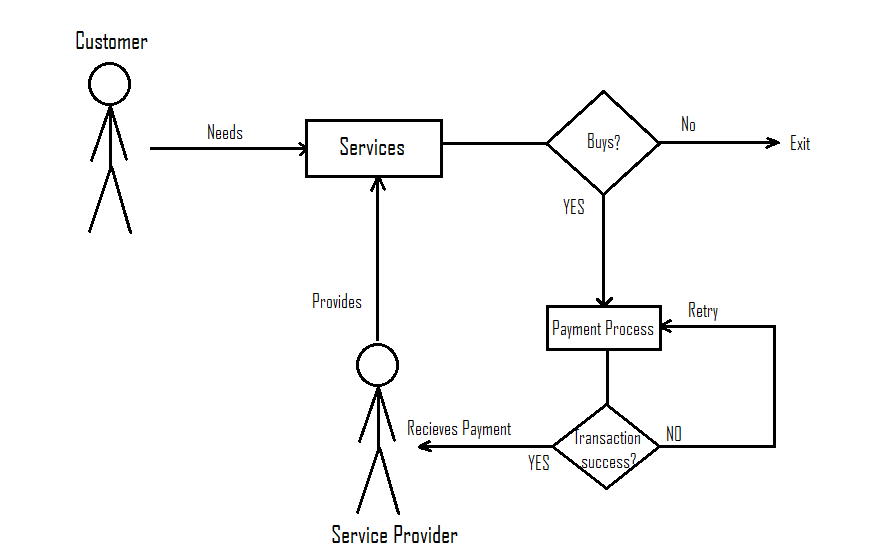 Customer
Needs
Services
Buys?
No
Exit
YES
Provides
Payment Process
Retry
Recieves Payment
Transaction
success?
NO
YES
Service Provider